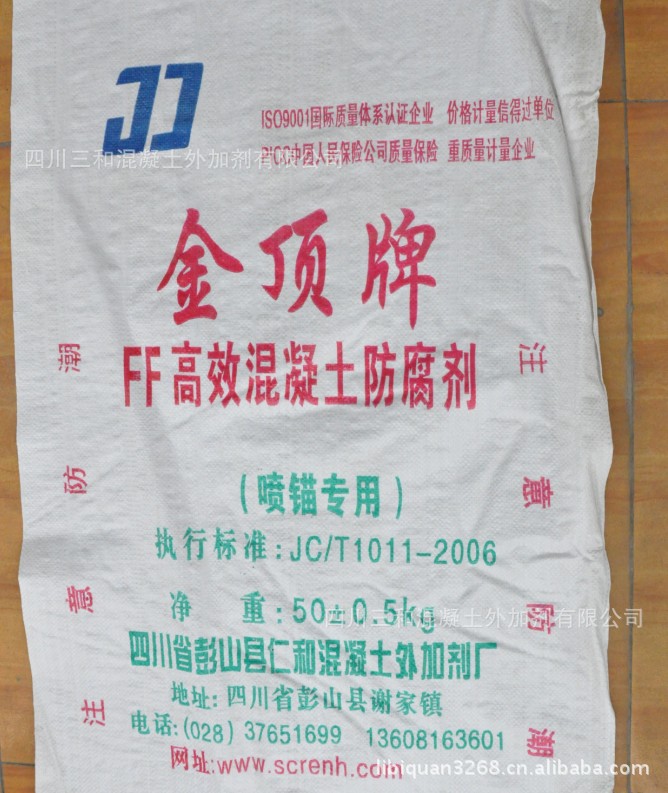 JJ
ISO9001国际质量体系认证企业 价格计量信得过单位
四川三和混凝土外加剂有限公司
PICC中国人民保险公司质量保险 重质量计量企业
金顶牌
FF高效混凝土防腐剂
注意防潮
注意防潮
(喷锚专用)
执行标准:JC/T1011-2006
净 重:50±0.5kg
四川三和混凝土外加剂有限公司
四川省彭山县仁和混凝土外加剂厂
地址:四川省彭山县谢家镇
电话:(028) 37651699 13608163601
网址:www.screnh.com
libiquan3268.cn.alibaba.com